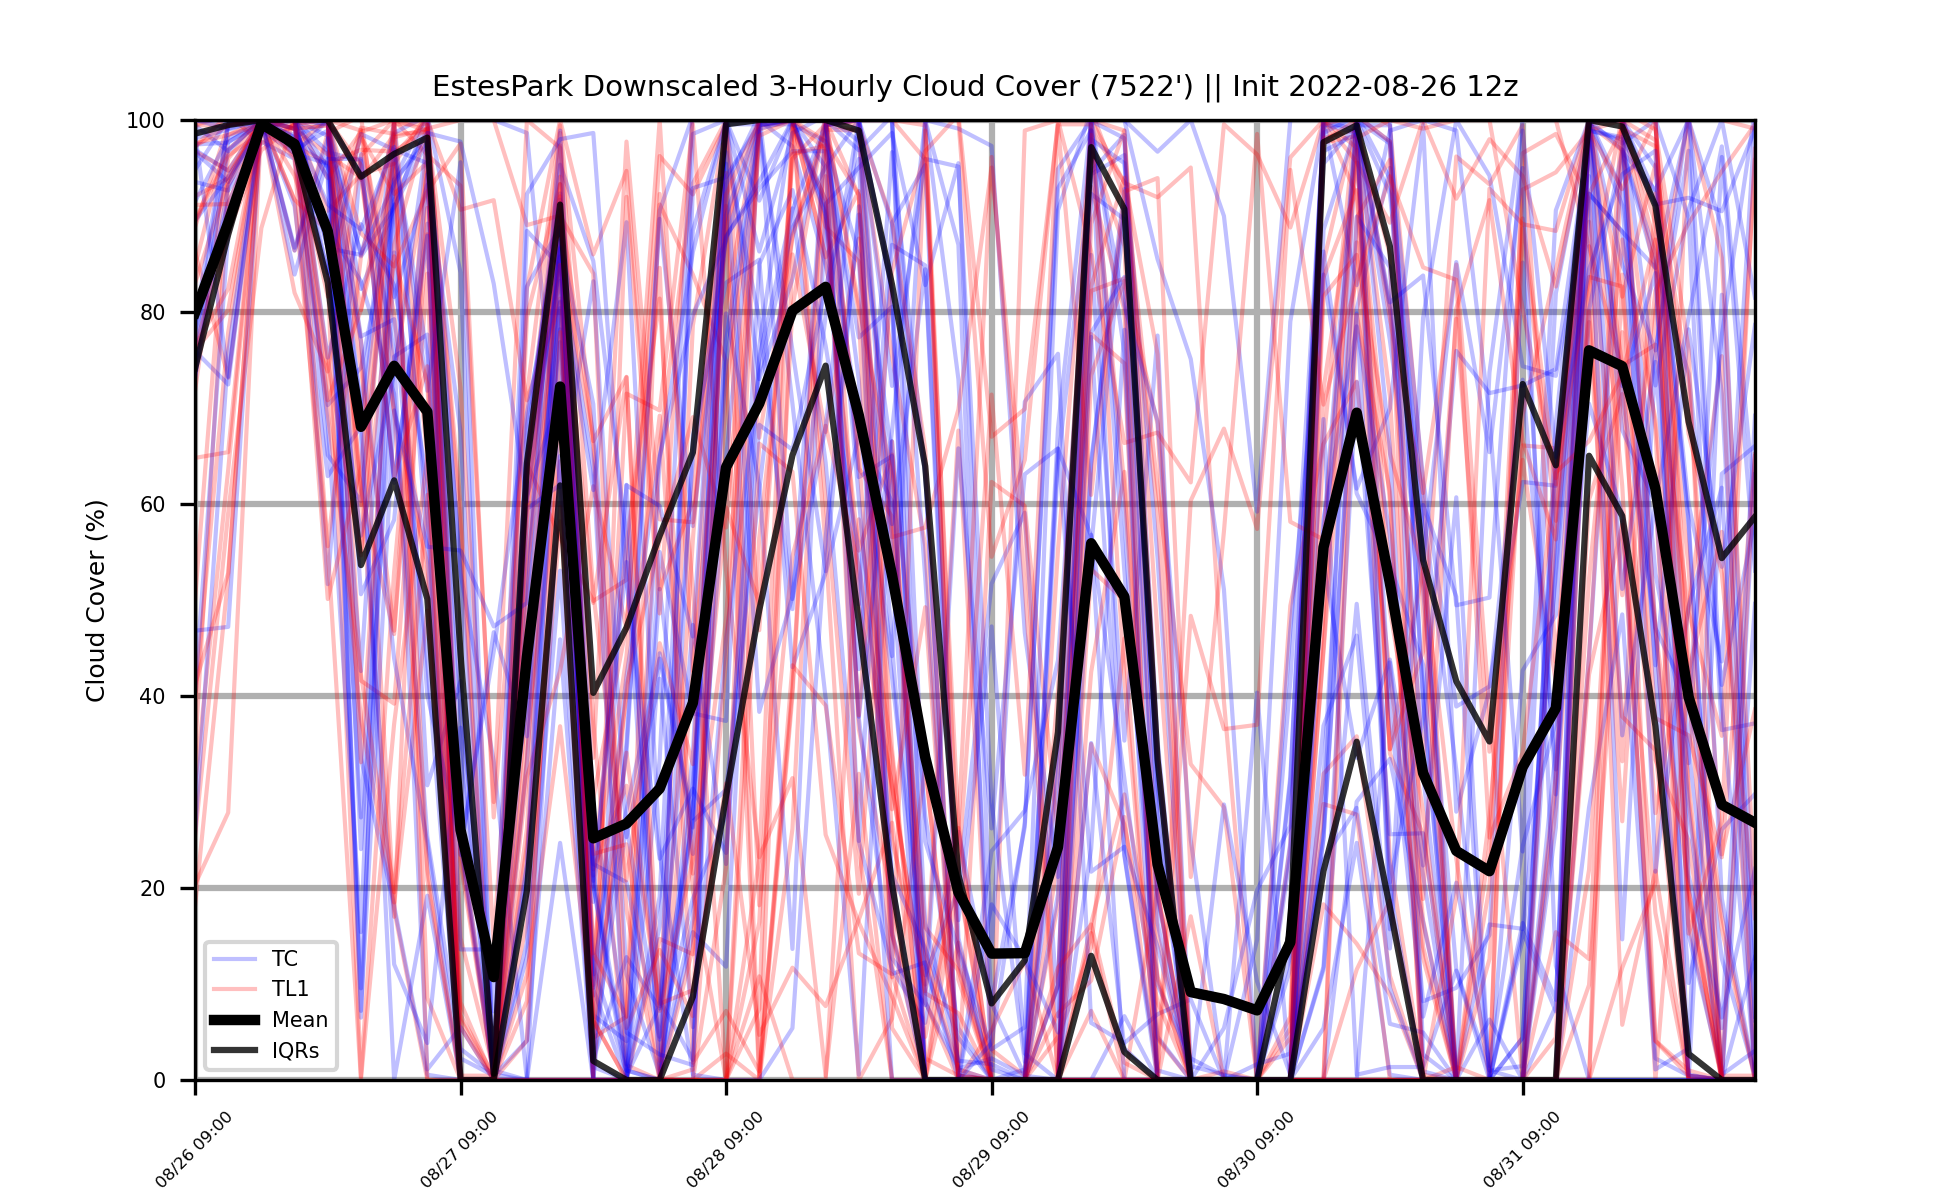 EstesPark Downscaled 3-Hourly Cloud Cover (7522') || Init 2022-08-26 12z
Cloud Cover (%)
100
80
60
40
20
0
TC
TL1
Mean
IQRs
08/26 09:00
08/27 09:00
08/28 09:00
08/29 09:00
08/30 09:00
08/31 09:00